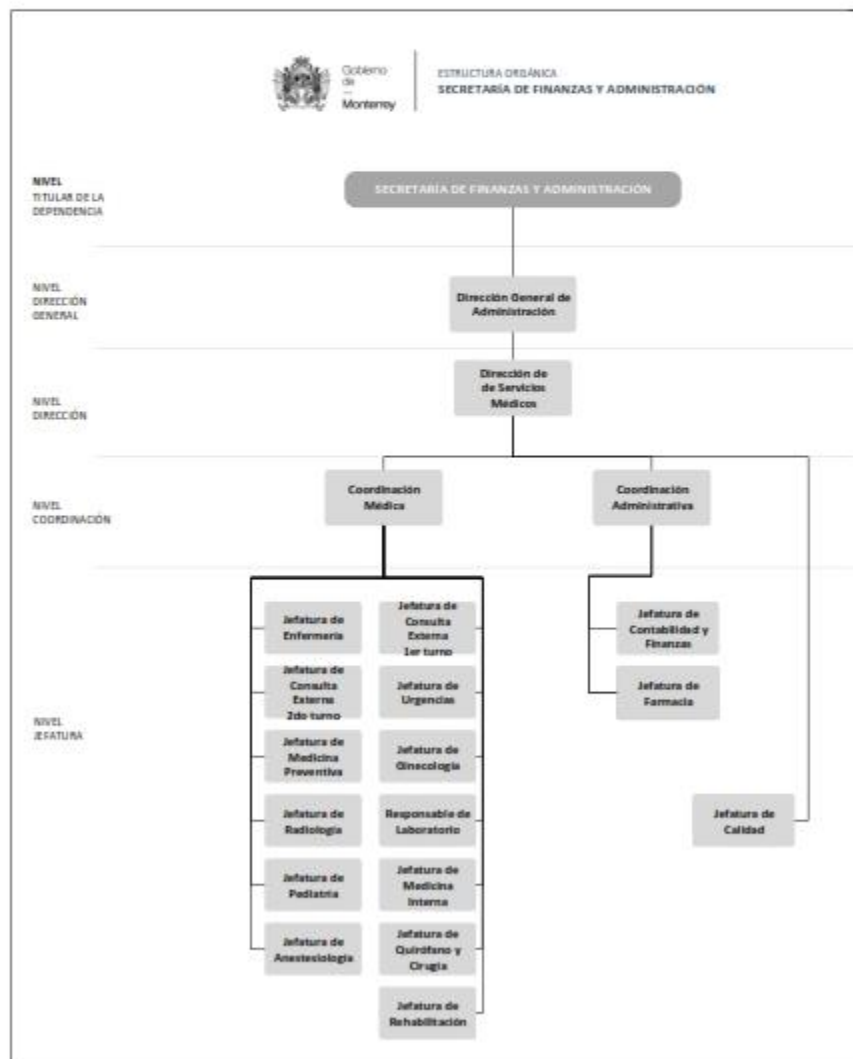 Gobierno
de
—
Monterrey
ESTRUCTURA ORGÁNICA
SECRETARÍA DE FINANZAS Y ADMINISTRACIÓN
NIVEL
TITULAR DE LA
DEPENDENCIA
SECRETARÍA DE FINANZAS Y ADMINISTRACIÓN
NIVEL
DIRECCIÓN
GENERAL
Dirección General de
Administración
NIVEL
DIRECCIÓN
Dirección de
de Servicios
Médicos
NIVEL
COORDINACIÓN
Coordinación
Médica
Coordinación
Administrativa
NIVEL
JEFATURA
Jefatura de
Enfermería
Jefatura de
Consulta
Externa
1er turno
Jefatura de
Contabilidad y
Finanzas
Jefatura de
Consulta
Externa
2do turno
Jefatura de
Urgencias
Jefatura de
Farmacia
Jefatura de
Medicina
Preventiva
Jefatura de
Ginecología
Jefatura de
Radiología
Responsable de
Laboratorio
Jefatura de
Calidad
Jefatura de
Pediatría
Jefatura de
Medicina
Interna
Jefatura de
Anestesiología
Jefatura de
Quirófano y
Cirugía
Jefatura de
Rehabilitación